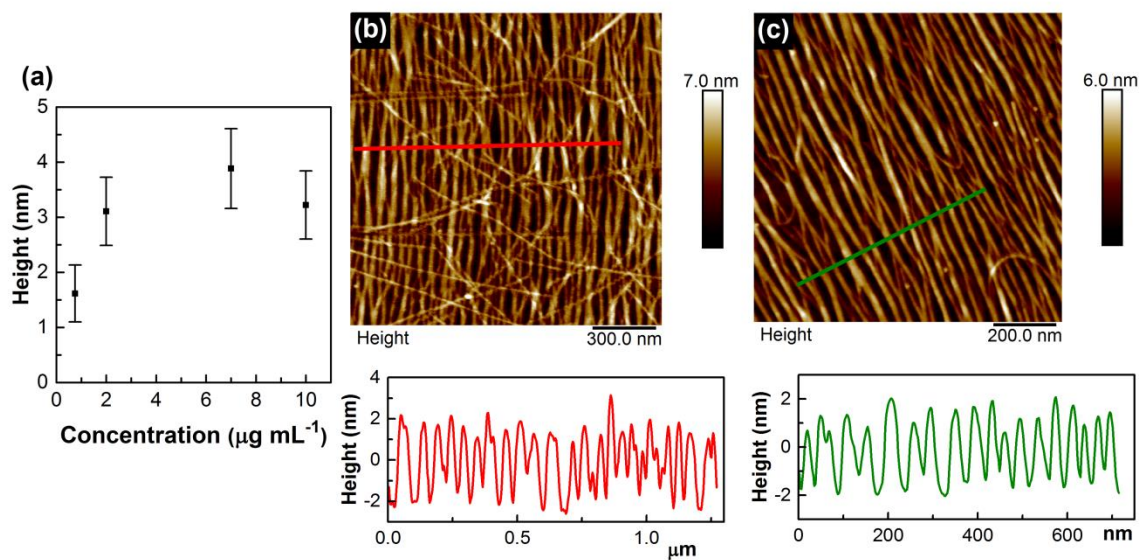 (a)
5
4
3
2
1
0
Height (nm)
0 2 4 6 8 10
Concentration (μg mL⁻¹)
(b)
7.0 nm
Height
300.0 nm
4
2
0
-2
Height (nm)
0.0 0.5 1.0
μm
(c)
6.0 nm
Height
200.0 nm
2
0
-2
Height (nm)
0 200 400 600 nm